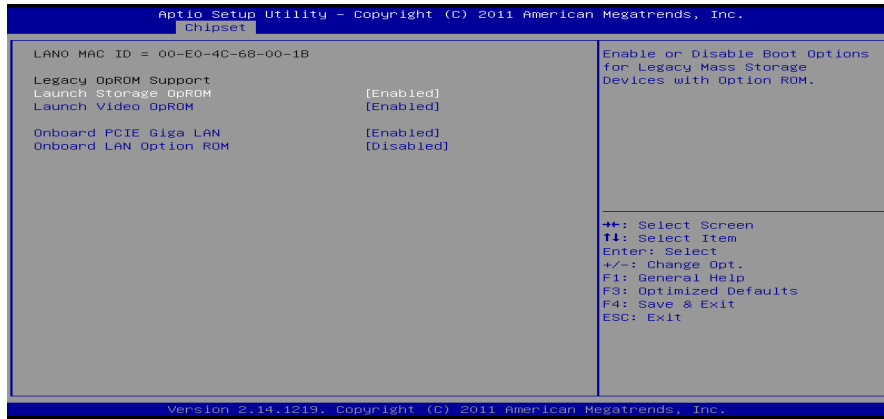 Aptio Setup Utility – Copyright (C) 2011 American Megatrends, Inc.
Chipset
LAN0 MAC ID = 00-E0-4C-68-00-1B
Legacy OpROM Support
Launch Storage OpROM [Enabled]
Launch Video OpROM [Enabled]
Onboard PCIE Giga LAN [Enabled]
Onboard LAN Option ROM [Disabled]
Enable or Disable Boot Options
for Legacy Mass Storage
Devices with Option ROM.
→←: Select Screen
↑↓: Select Item
Enter: Select
+/-: Change Opt.
F1: General Help
F3: Optimized Defaults
F4: Save & Exit
ESC: Exit
Version 2.14.1219. Copyright (C) 2011 American Megatrends, Inc.